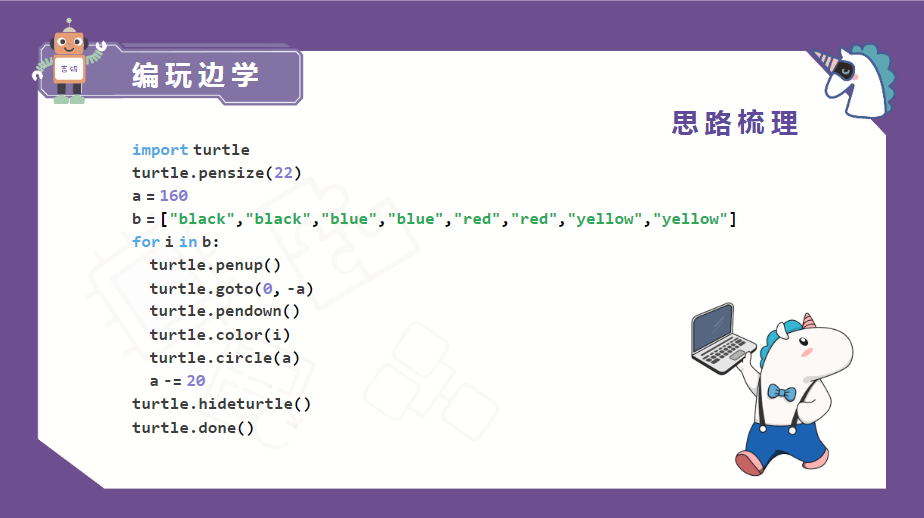 编玩边学
思路梳理
import turtle
turtle.pensize(22)
a = 160
b = ["black","black","blue","blue","red","red","yellow","yellow"]
for i in b:
    turtle.penup()
    turtle.goto(0, -a)
    turtle.pendown()
    turtle.color(i)
    turtle.circle(a)
    a -= 20
turtle.hideturtle()
turtle.done()